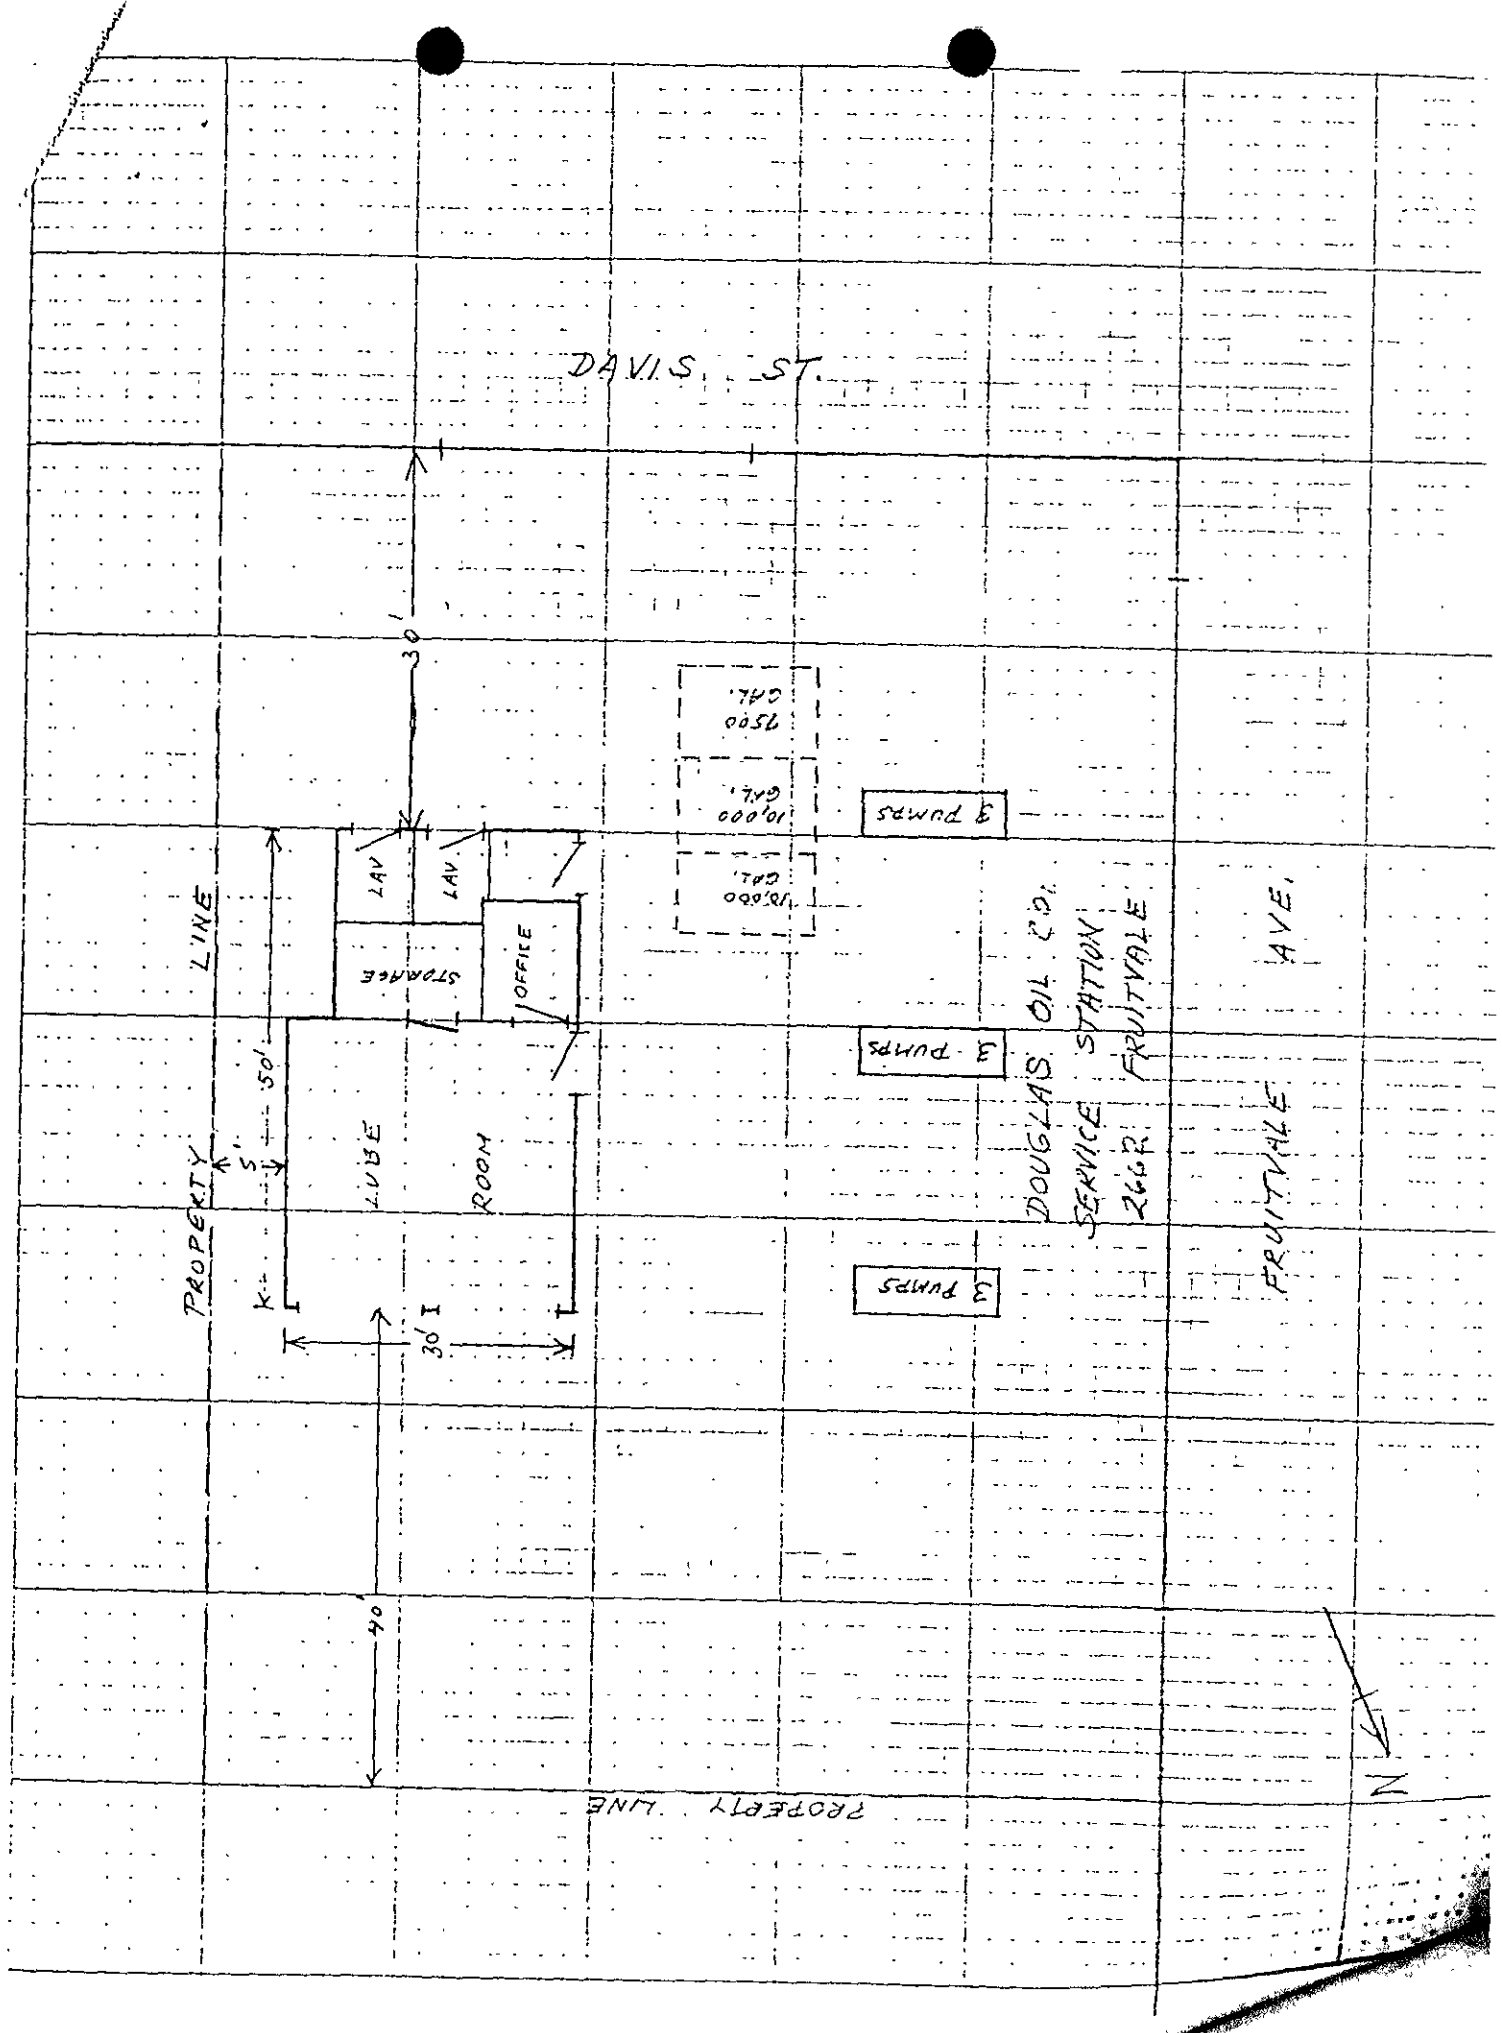 DAVIS ST.
30'
7500
GAL.
10,000
GAL.
10,000
GAL.
3 PUMPS
3 PUMPS
3 PUMPS
LAV
LAV.
STORAGE
OFFICE
LUBE
ROOM
PROPERTY LINE
50'
5'
30'
40'
DOUGLAS OIL CO.
SERVICE STATION
2662 FRUITVALE
FRUITVALE AVE.
PROPERTY LINE
N